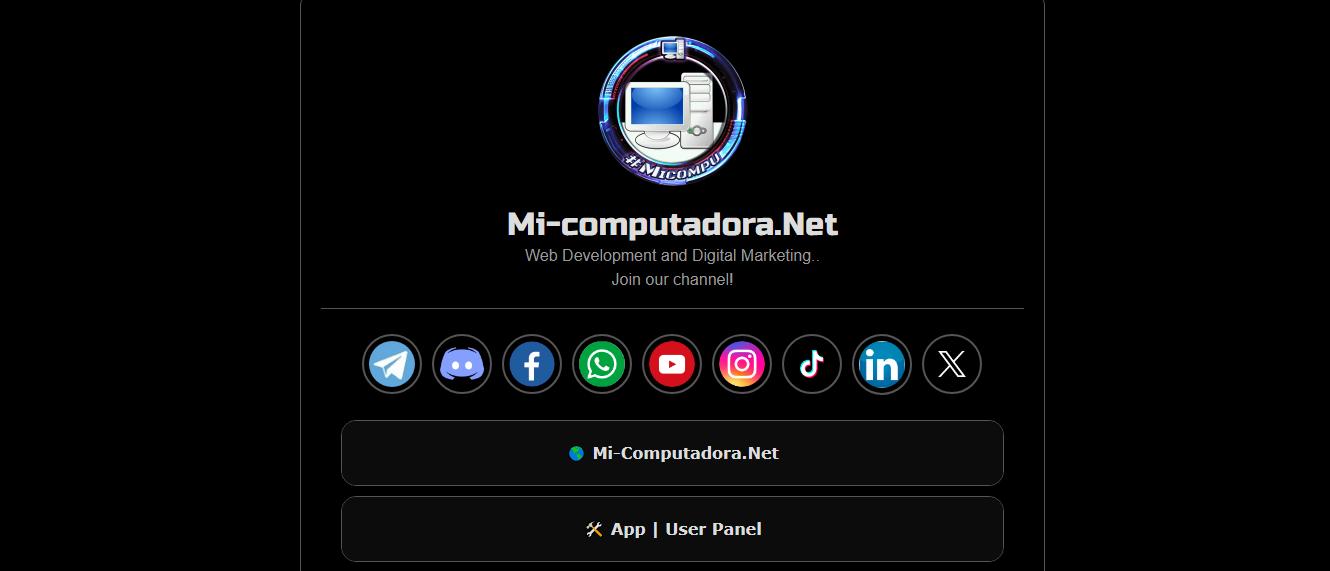 #MICOMPU
Mi-computadora.Net
Web Development and Digital Marketing..
Join our channel!
Mi-Computadora.Net
App | User Panel